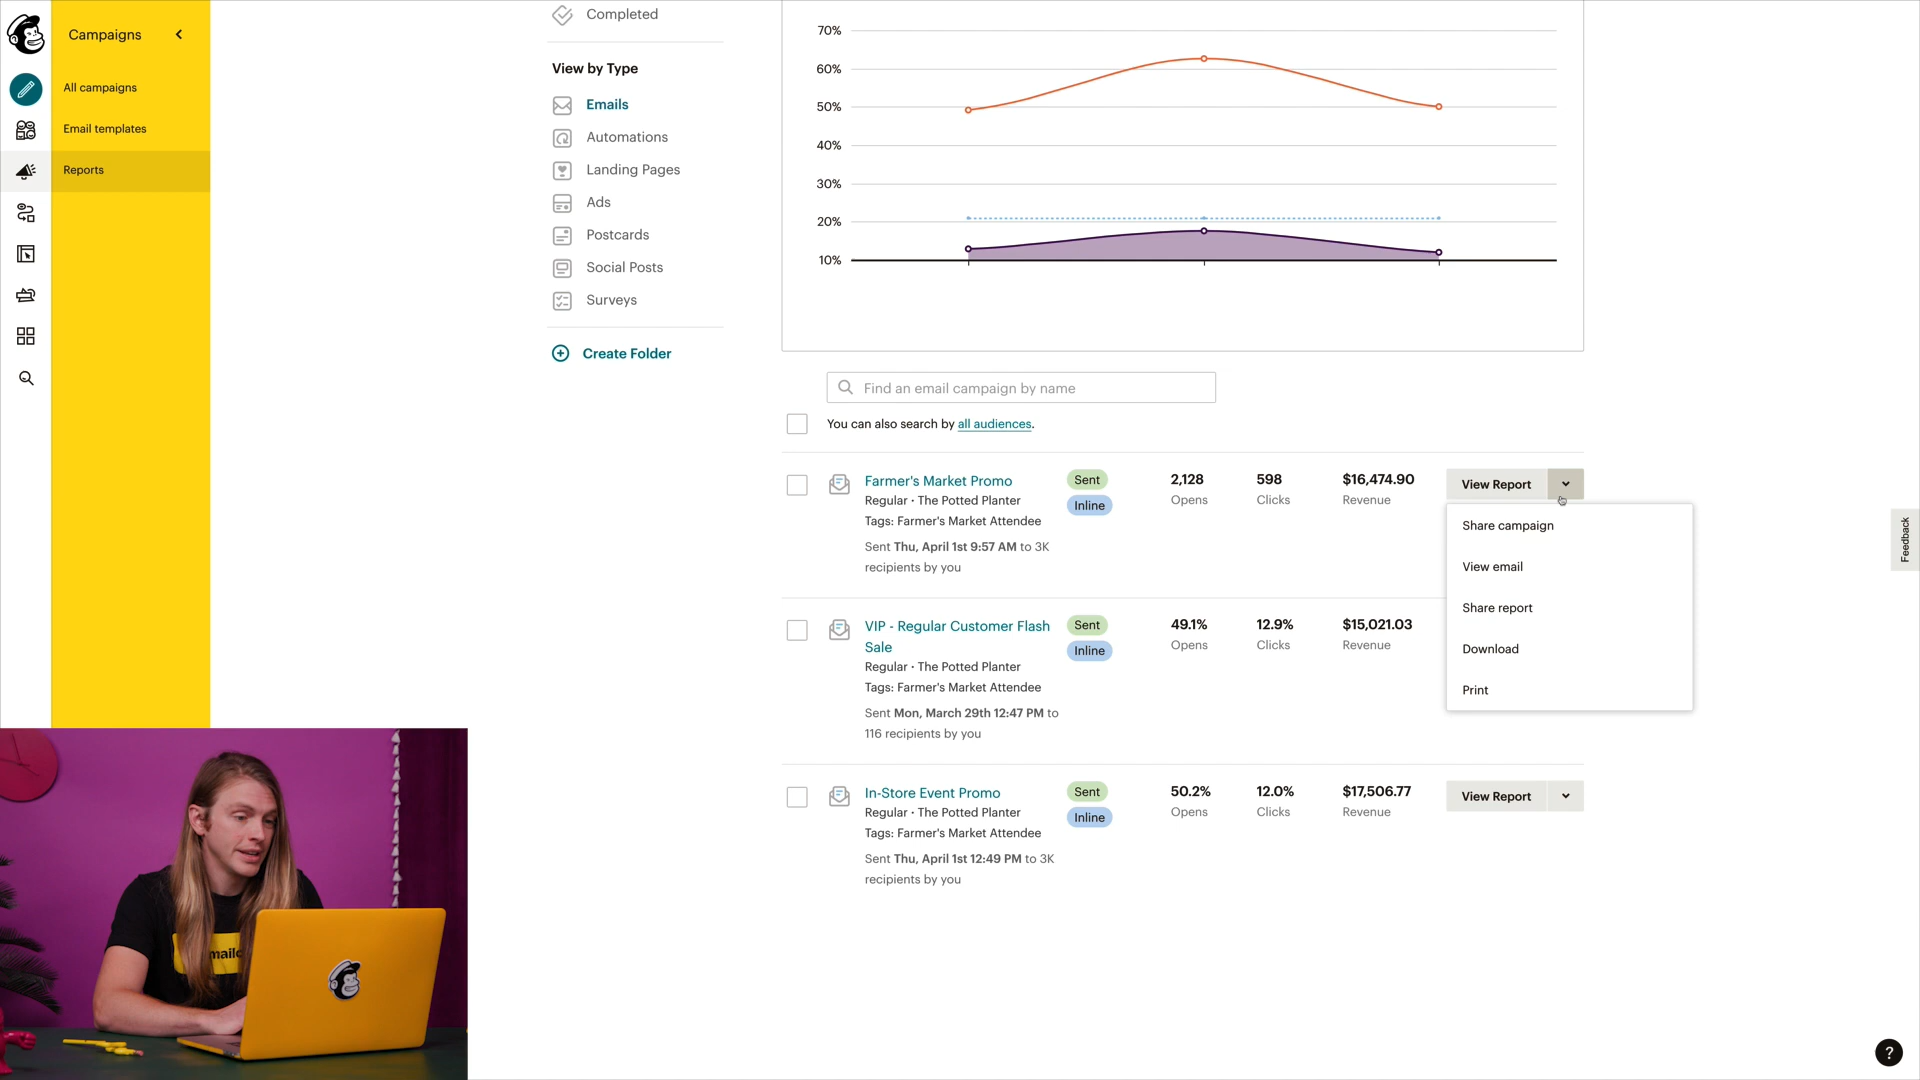 Campaigns
All campaigns
Email templates
Reports
Completed
View by Type
Emails
Automations
Landing Pages
Ads
Postcards
Social Posts
Surveys
Create Folder
70%
60%
50%
40%
30%
20%
10%
Find an email campaign by name
You can also search by all audiences.
Farmer's Market Promo
Regular · The Potted Planter
Tags: Farmer's Market Attendee
Sent Thu, April 1st 9:57 AM to 3K
recipients by you
Sent
Inline
2,128
Opens
598
Clicks
$16,474.90
Revenue
View Report
Share campaign
View email
Share report
Download
Print
VIP - Regular Customer Flash
Sale
Regular · The Potted Planter
Tags: Farmer's Market Attendee
Sent Mon, March 29th 12:47 PM to
116 recipients by you
Sent
Inline
49.1%
Opens
12.9%
Clicks
$15,021.03
Revenue
In-Store Event Promo
Regular · The Potted Planter
Tags: Farmer's Market Attendee
Sent Thu, April 1st 12:49 PM to 3K
recipients by you
Sent
Inline
50.2%
Opens
12.0%
Clicks
$17,506.77
Revenue
View Report
Feedback
?
mailc